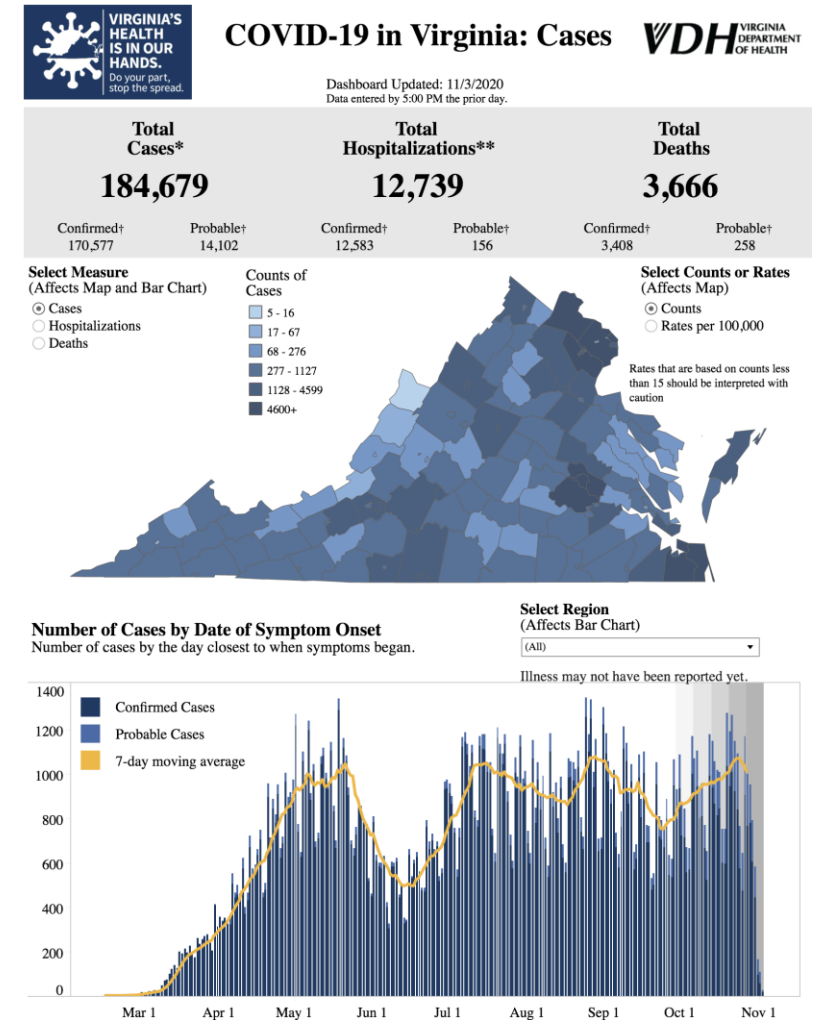 VIRGINIA'S
HEALTH
IS IN OUR
HANDS.
Do your part,
stop the spread.
COVID-19 in Virginia: Cases
VDH VIRGINIA
DEPARTMENT
OF HEALTH
Dashboard Updated: 11/3/2020
Data entered by 5:00 PM the prior day.
Total
Cases*
184,679
Confirmed† Probable†
170,577 14,102
Total
Hospitalizations**
12,739
Confirmed† Probable†
12,583 156
Total
Deaths
3,666
Confirmed† Probable†
3,408 258
Select Measure
(Affects Map and Bar Chart)
Cases
Hospitalizations
Deaths
Counts of
Cases
5 - 16
17 - 67
68 - 276
277 - 1127
1128 - 4599
4600+
Select Counts or Rates
(Affects Map)
Counts
Rates per 100,000
Rates that are based on counts less
than 15 should be interpreted with
caution
Number of Cases by Date of Symptom Onset
Number of cases by the day closest to when symptoms began.
Select Region
(Affects Bar Chart)
(All)
Illness may not have been reported yet.
Confirmed Cases
Probable Cases
7-day moving average
1400
1200
1000
800
600
400
200
0
Mar 1 Apr 1 May 1 Jun 1 Jul 1 Aug 1 Sep 1 Oct 1 Nov 1